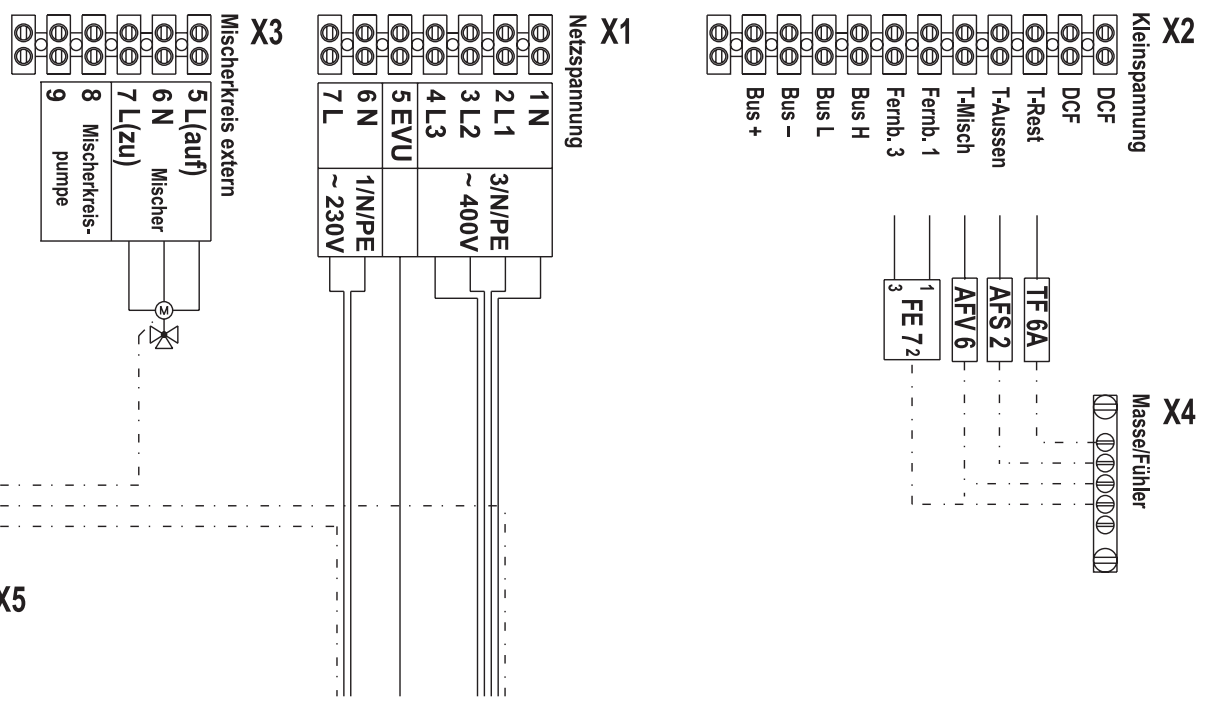 X3
Mischerkreis extern
5 L(auf)
6 N
7 L(zu)
Mischer
8
9
Mischerkreis-
pumpe
M
X1
Netzspannung
1 N
2 L1
3 L2
4 L3
5 EVU
6 N
7 L
3/N/PE
~ 400V
1/N/PE
~ 230V
X2
Kleinspannung
DCF
DCF
T-Rest
T-Aussen
T-Misch
Fernb. 1
Fernb. 3
Bus H
Bus L
Bus –
Bus +
TF 6A
AFS 2
AFV 6
1
3
FE 7
2
X4
Masse/Fühler
X5